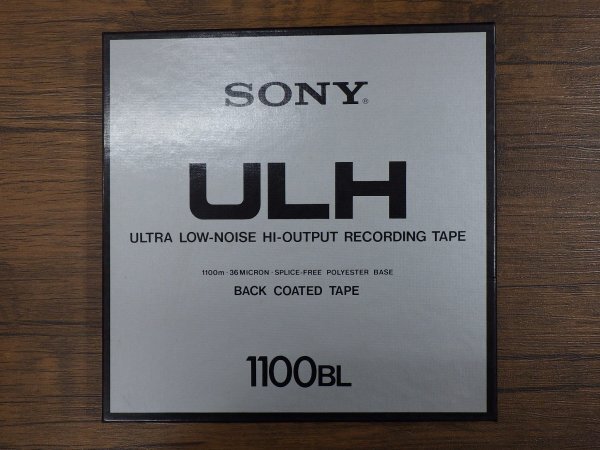 SONY®
ULH
ULTRA LOW-NOISE HI-OUTPUT RECORDING TAPE
1100m · 36 MICRON · SPLICE-FREE POLYESTER BASE
BACK COATED TAPE
1100BL